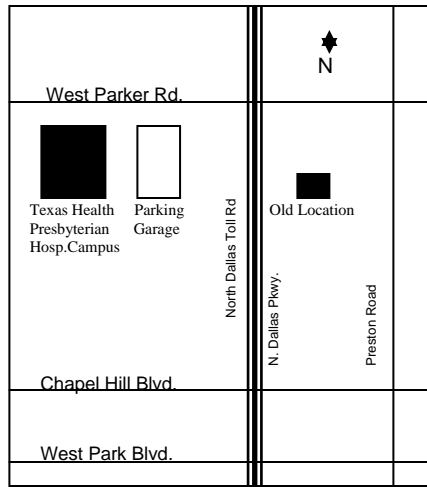 N
West Parker Rd.
Texas Health
Presbyterian
Hosp.Campus
Parking
Garage
North Dallas Toll Rd
Old Location
N. Dallas Pkwy.
Preston Road
Chapel Hill Blvd.
West Park Blvd.